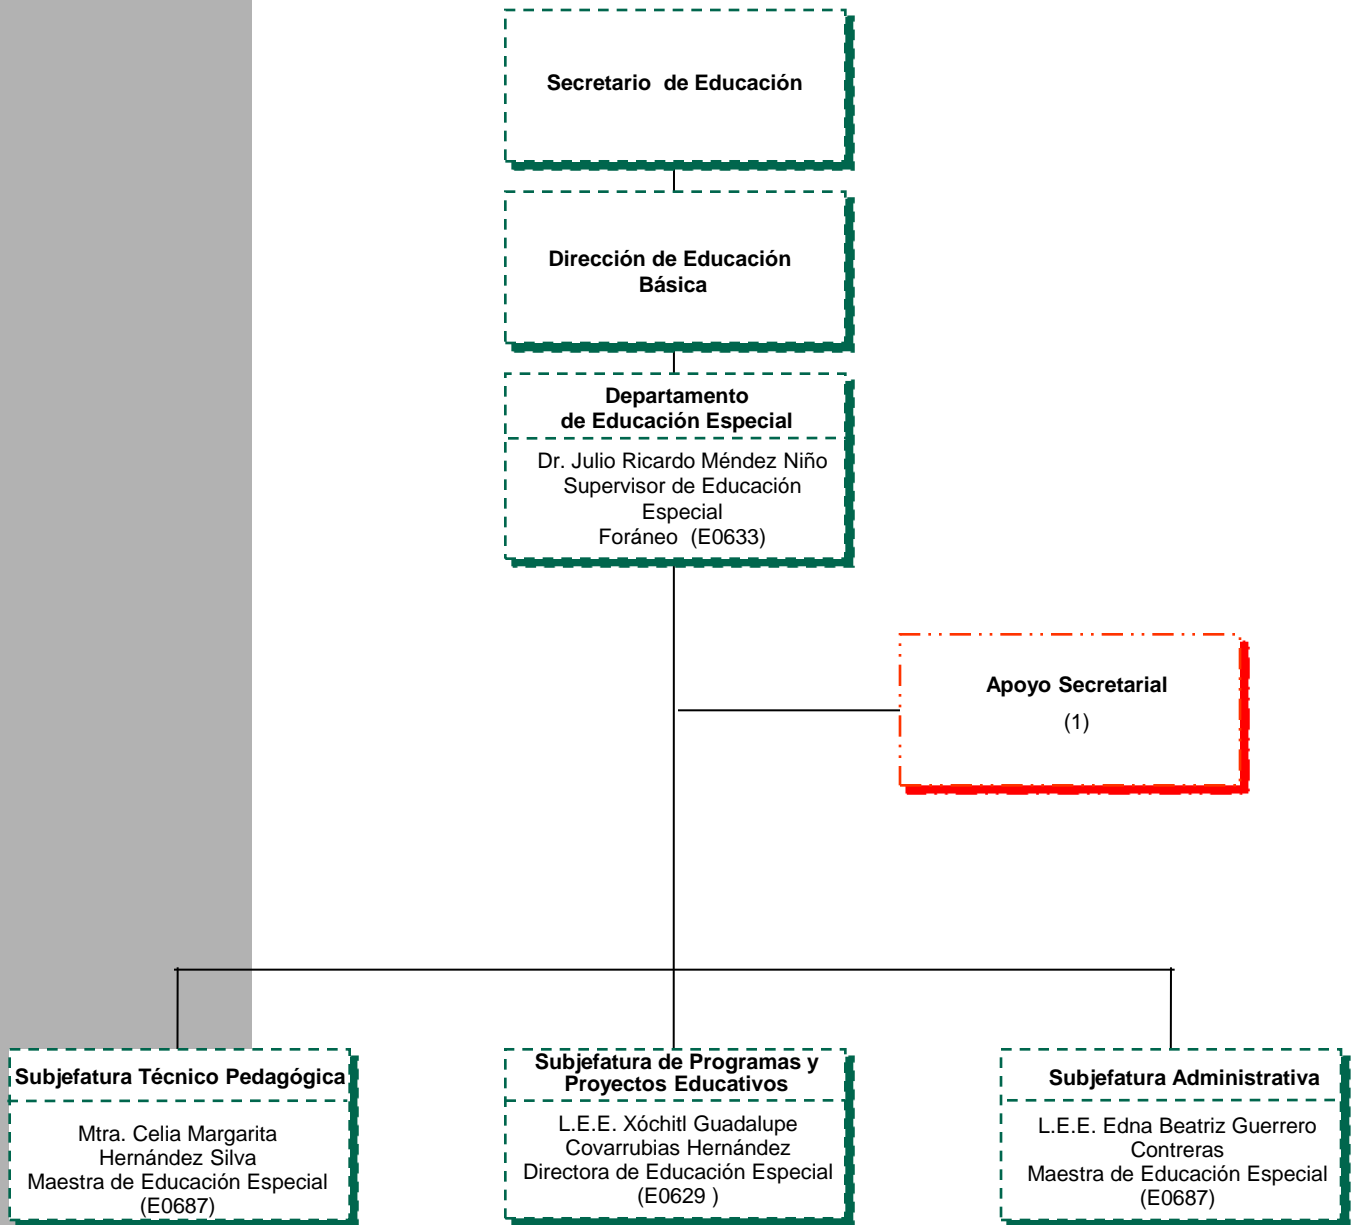 Secretario de Educación
Dirección de Educación
Básica
Departamento
de Educación Especial
Dr. Julio Ricardo Méndez Niño
Supervisor de Educación
Especial
Foráneo (E0633)
Apoyo Secretarial
(1)
Subjefatura Técnico Pedagógica
Mtra. Celia Margarita
Hernández Silva
Maestra de Educación Especial
(E0687)
Subjefatura de Programas y
Proyectos Educativos
L.E.E. Xóchitl Guadalupe
Covarrubias Hernández
Directora de Educación Especial
(E0629 )
Subjefatura Administrativa
L.E.E. Edna Beatriz Guerrero
Contreras
Maestra de Educación Especial
(E0687)